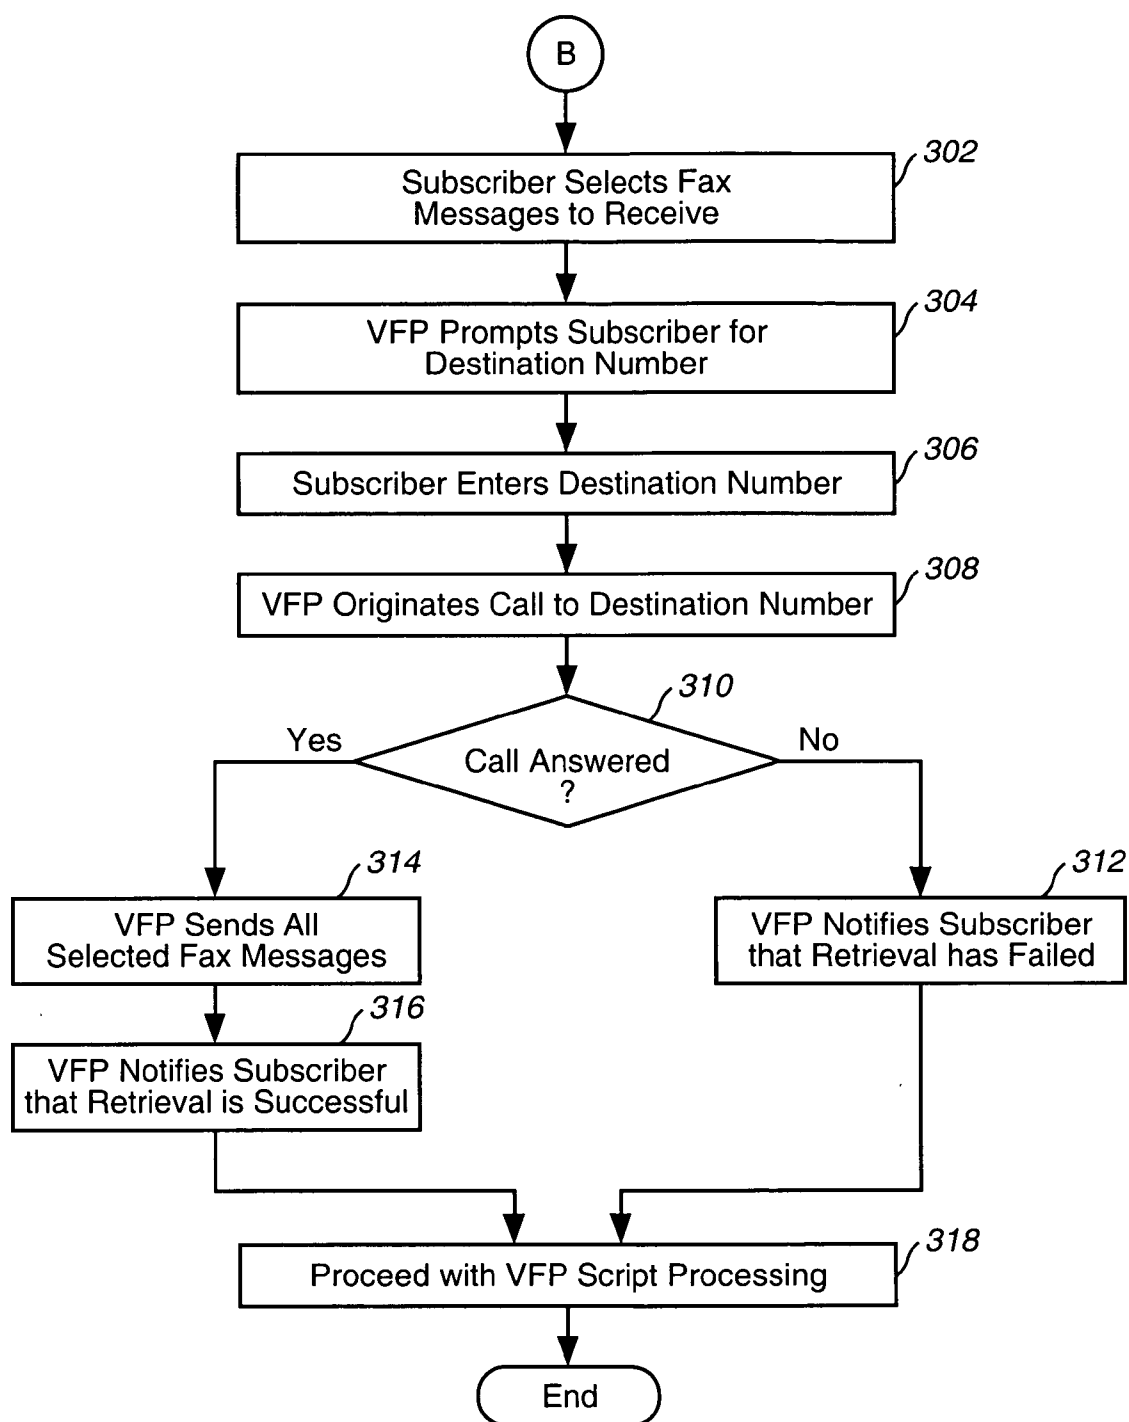 B
302
Subscriber Selects Fax
Messages to Receive
304
VFP Prompts Subscriber for
Destination Number
306
Subscriber Enters Destination Number
308
VFP Originates Call to Destination Number
310
Yes
No
Call Answered
?
314
VFP Sends All
Selected Fax Messages
312
VFP Notifies Subscriber
that Retrieval has Failed
316
VFP Notifies Subscriber
that Retrieval is Successful
318
Proceed with VFP Script Processing
End